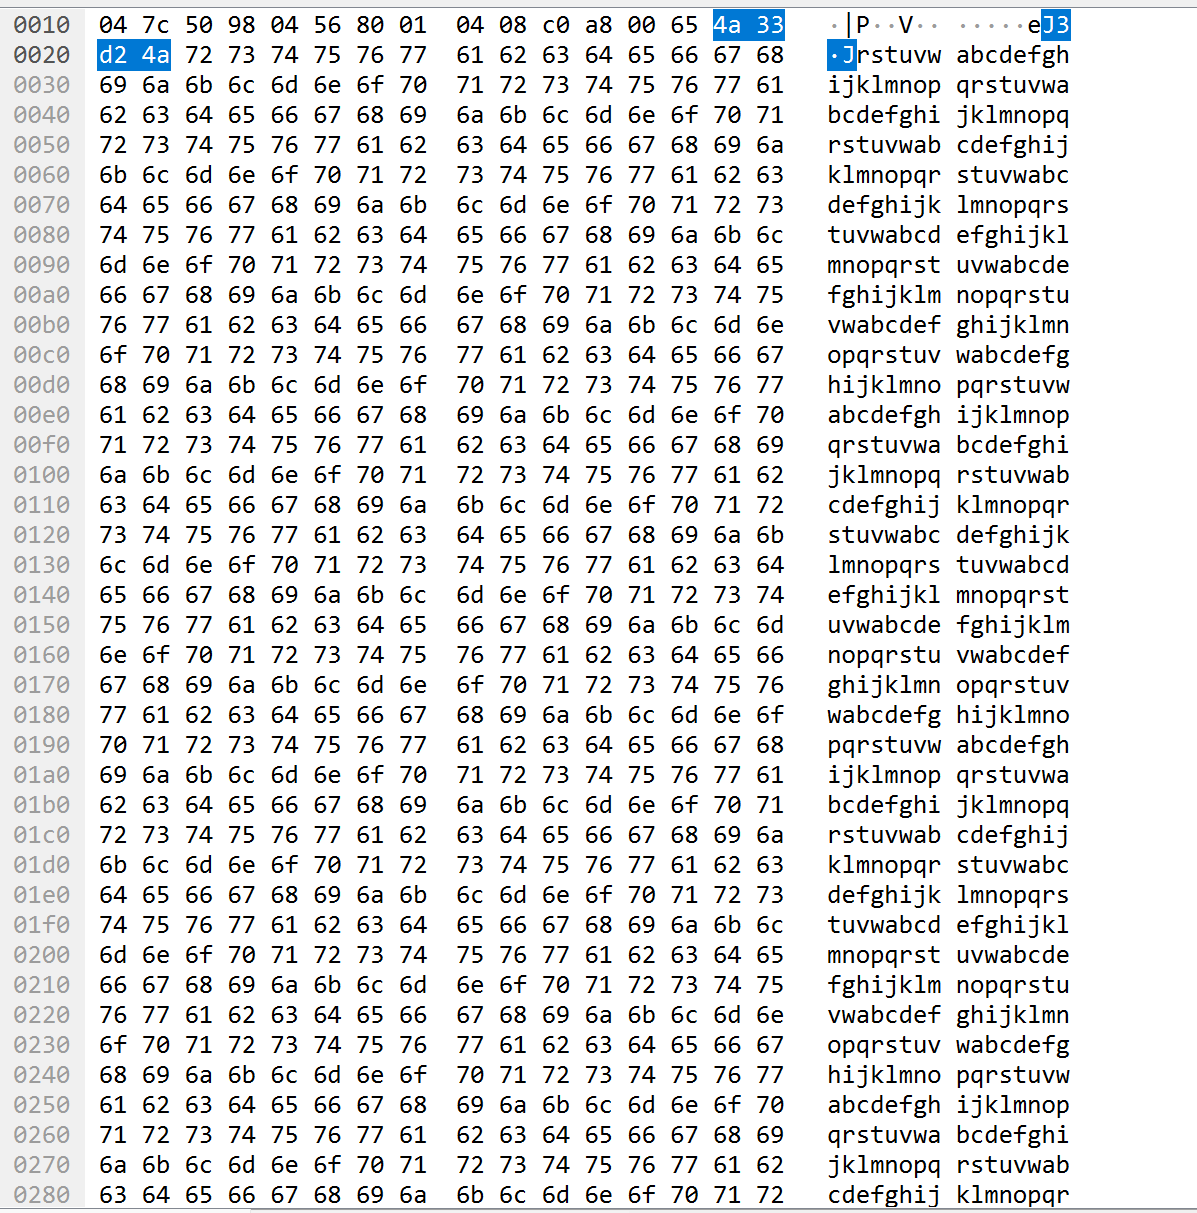 0010 04 7c 50 98 04 56 80 01 04 08 c0 a8 00 65 4a 33 ·|P··V·· ·····eJ3
0020 d2 4a 72 73 74 75 76 77 61 62 63 64 65 66 67 68 ·Jrstuvw abcdefgh
0030 69 6a 6b 6c 6d 6e 6f 70 71 72 73 74 75 76 77 61 ijklmnop qrstuvwa
0040 62 63 64 65 66 67 68 69 6a 6b 6c 6d 6e 6f 70 71 bcdefghi jklmnopq
0050 72 73 74 75 76 77 61 62 63 64 65 66 67 68 69 6a rstuvwab cdefghij
0060 6b 6c 6d 6e 6f 70 71 72 73 74 75 76 77 61 62 63 klmnopqr stuvwabc
0070 64 65 66 67 68 69 6a 6b 6c 6d 6e 6f 70 71 72 73 defghijk lmnopqrs
0080 74 75 76 77 61 62 63 64 65 66 67 68 69 6a 6b 6c tuvwabcd efghijkl
0090 6d 6e 6f 70 71 72 73 74 75 76 77 61 62 63 64 65 mnopqrst uvwabcde
00a0 66 67 68 69 6a 6b 6c 6d 6e 6f 70 71 72 73 74 75 fghijklm nopqrstu
00b0 76 77 61 62 63 64 65 66 67 68 69 6a 6b 6c 6d 6e vwabcdef ghijklmn
00c0 6f 70 71 72 73 74 75 76 77 61 62 63 64 65 66 67 opqrstuv wabcdefg
00d0 68 69 6a 6b 6c 6d 6e 6f 70 71 72 73 74 75 76 77 hijklmno pqrstuvw
00e0 61 62 63 64 65 66 67 68 69 6a 6b 6c 6d 6e 6f 70 abcdefgh ijklmnop
00f0 71 72 73 74 75 76 77 61 62 63 64 65 66 67 68 69 qrstuvwa bcdefghi
0100 6a 6b 6c 6d 6e 6f 70 71 72 73 74 75 76 77 61 62 jklmnopq rstuvwab
0110 63 64 65 66 67 68 69 6a 6b 6c 6d 6e 6f 70 71 72 cdefghij klmnopqr
0120 73 74 75 76 77 61 62 63 64 65 66 67 68 69 6a 6b stuvwabc defghijk
0130 6c 6d 6e 6f 70 71 72 73 74 75 76 77 61 62 63 64 lmnopqrs tuvwabcd
0140 65 66 67 68 69 6a 6b 6c 6d 6e 6f 70 71 72 73 74 efghijkl mnopqrst
0150 75 76 77 61 62 63 64 65 66 67 68 69 6a 6b 6c 6d uvwabcde fghijklm
0160 6e 6f 70 71 72 73 74 75 76 77 61 62 63 64 65 66 nopqrstu vwabcdef
0170 67 68 69 6a 6b 6c 6d 6e 6f 70 71 72 73 74 75 76 ghijklmn opqrstuv
0180 77 61 62 63 64 65 66 67 68 69 6a 6b 6c 6d 6e 6f wabcdefg hijklmno
0190 70 71 72 73 74 75 76 77 61 62 63 64 65 66 67 68 pqrstuvw abcdefgh
01a0 69 6a 6b 6c 6d 6e 6f 70 71 72 73 74 75 76 77 61 ijklmnop qrstuvwa
01b0 62 63 64 65 66 67 68 69 6a 6b 6c 6d 6e 6f 70 71 bcdefghi jklmnopq
01c0 72 73 74 75 76 77 61 62 63 64 65 66 67 68 69 6a rstuvwab cdefghij
01d0 6b 6c 6d 6e 6f 70 71 72 73 74 75 76 77 61 62 63 klmnopqr stuvwabc
01e0 64 65 66 67 68 69 6a 6b 6c 6d 6e 6f 70 71 72 73 defghijk lmnopqrs
01f0 74 75 76 77 61 62 63 64 65 66 67 68 69 6a 6b 6c tuvwabcd efghijkl
0200 6d 6e 6f 70 71 72 73 74 75 76 77 61 62 63 64 65 mnopqrst uvwabcde
0210 66 67 68 69 6a 6b 6c 6d 6e 6f 70 71 72 73 74 75 fghijklm nopqrstu
0220 76 77 61 62 63 64 65 66 67 68 69 6a 6b 6c 6d 6e vwabcdef ghijklmn
0230 6f 70 71 72 73 74 75 76 77 61 62 63 64 65 66 67 opqrstuv wabcdefg
0240 68 69 6a 6b 6c 6d 6e 6f 70 71 72 73 74 75 76 77 hijklmno pqrstuvw
0250 61 62 63 64 65 66 67 68 69 6a 6b 6c 6d 6e 6f 70 abcdefgh ijklmnop
0260 71 72 73 74 75 76 77 61 62 63 64 65 66 67 68 69 qrstuvwa bcdefghi
0270 6a 6b 6c 6d 6e 6f 70 71 72 73 74 75 76 77 61 62 jklmnopq rstuvwab
0280 63 64 65 66 67 68 69 6a 6b 6c 6d 6e 6f 70 71 72 cdefghij klmnopqr